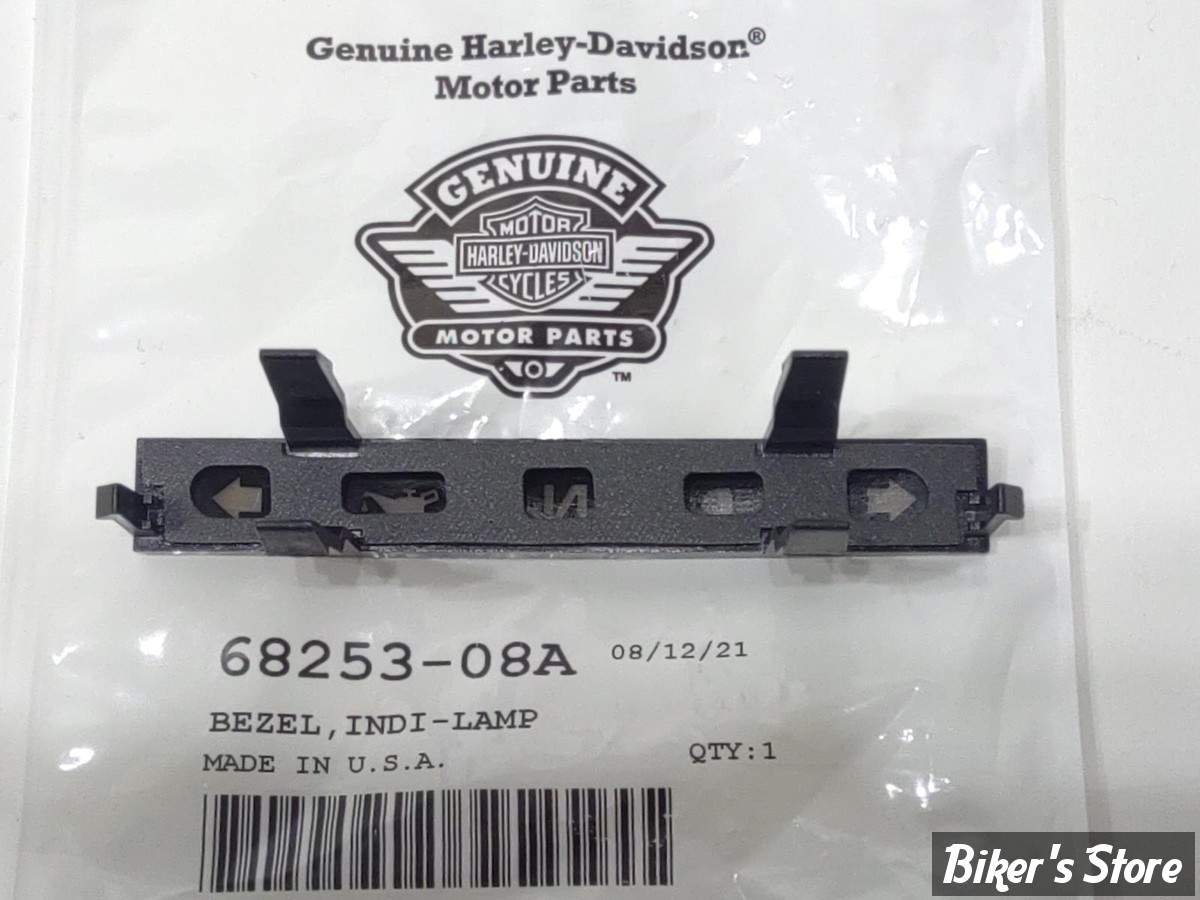 Genuine Harley-Davidson®
Motor Parts
GENUINE
MOTOR
HARLEY-DAVIDSON
CYCLES
MOTOR PARTS
TM
N
68253-08A 08/12/21
BEZEL,INDI-LAMP
MADE IN U.S.A. QTY:1
Biker's Store